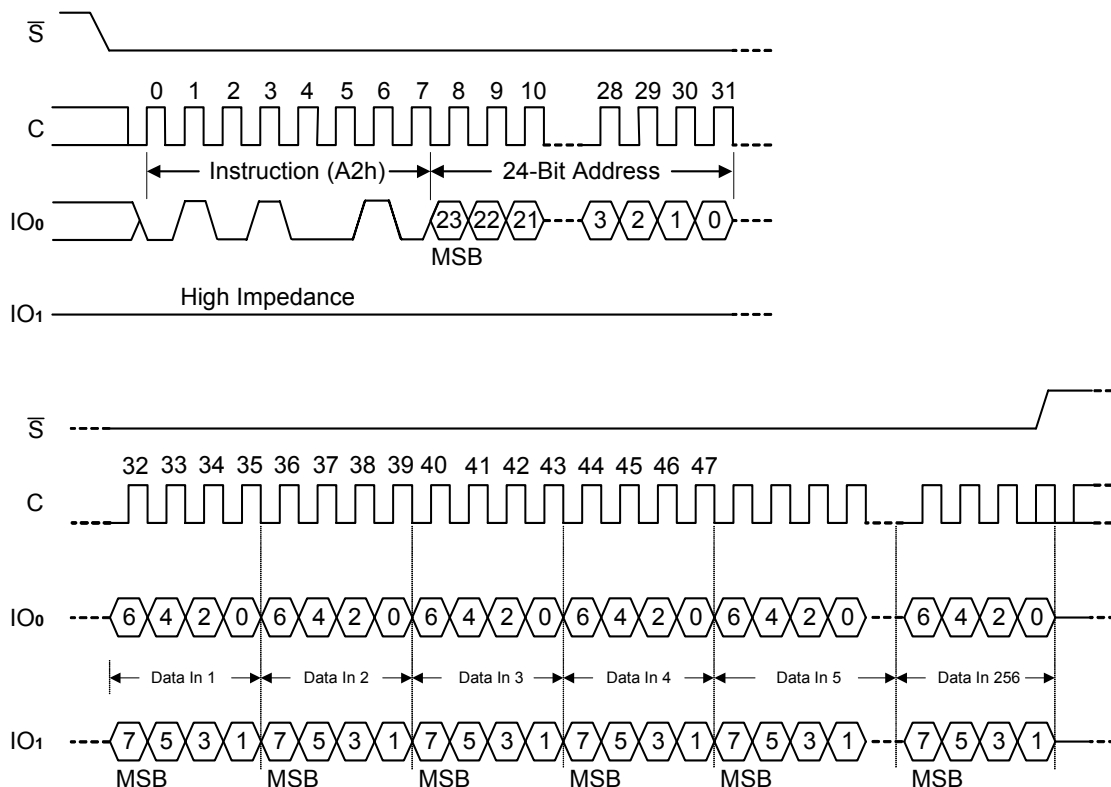 S̅
0 1 2 3 4 5 6 7 8 9 10 28 29 30 31
C
Instruction (A2h) 24-Bit Address
IO0 23 22 21 3 2 1 0
MSB
High Impedance
IO1
S̅
32 33 34 35 36 37 38 39 40 41 42 43 44 45 46 47
C
IO0 6 4 2 0 6 4 2 0 6 4 2 0 6 4 2 0 6 4 2 0 6 4 2 0
Data In 1 Data In 2 Data In 3 Data In 4 Data In 5 Data In 256
IO1 7 5 3 1 7 5 3 1 7 5 3 1 7 5 3 1 7 5 3 1 7 5 3 1
MSB MSB MSB MSB MSB MSB